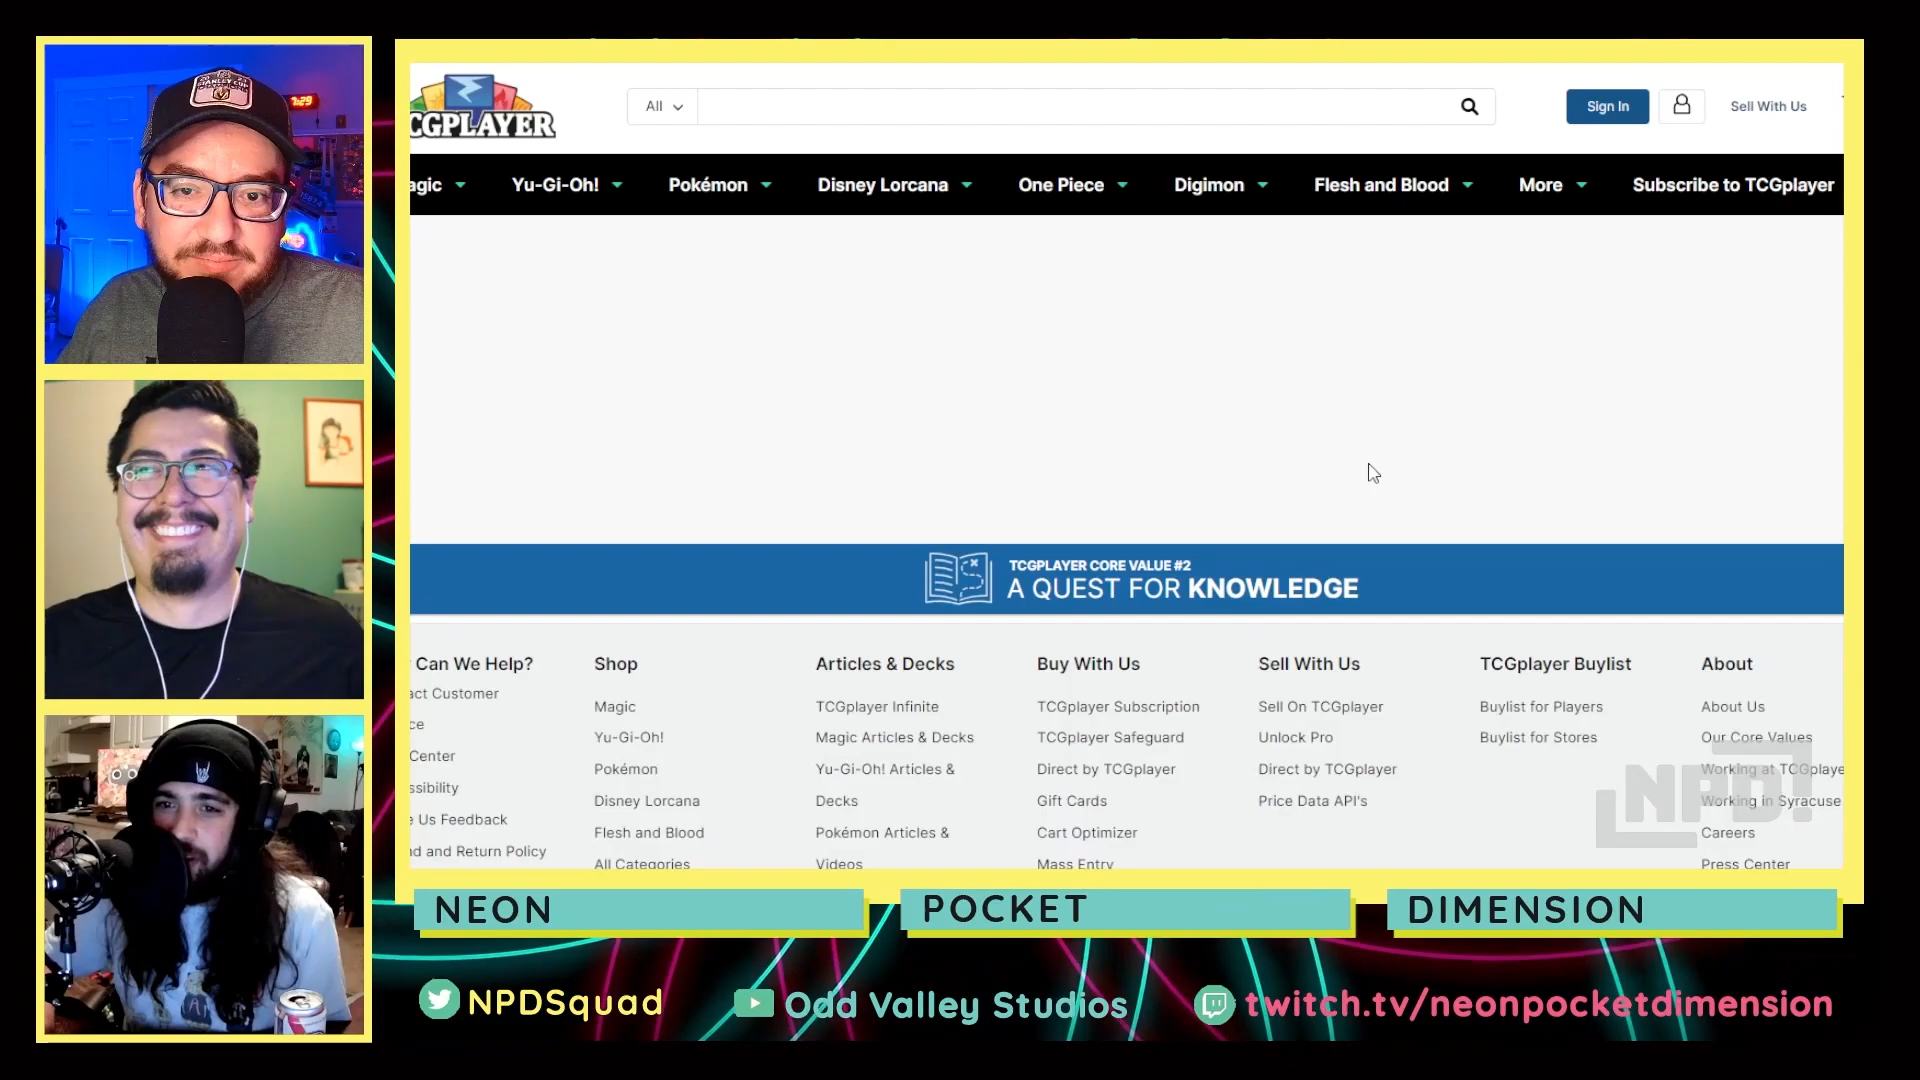 STANLEY CUP
7:29
CGPLAYER
All
Sign In
Sell With Us
agic
Yu-Gi-Oh!
Pokémon
Disney Lorcana
One Piece
Digimon
Flesh and Blood
More
Subscribe to TCGplayer
TCGPLAYER CORE VALUE #2
A QUEST FOR KNOWLEDGE
Can We Help?
act Customer
ce
Center
ssibility
e Us Feedback
nd and Return Policy
Shop
Magic
Yu-Gi-Oh!
Pokémon
Disney Lorcana
Flesh and Blood
All Categories
Articles & Decks
TCGplayer Infinite
Magic Articles & Decks
Yu-Gi-Oh! Articles &
Decks
Pokémon Articles &
Videos
Buy With Us
TCGplayer Subscription
TCGplayer Safeguard
Direct by TCGplayer
Gift Cards
Cart Optimizer
Mass Entry
Sell With Us
Sell On TCGplayer
Unlock Pro
Direct by TCGplayer
Price Data API's
TCGplayer Buylist
Buylist for Players
Buylist for Stores
About
About Us
Our Core Values
Working at TCGplaye
Working in Syracuse
Careers
Press Center
NPD!
NEON
POCKET
DIMENSION
NPDSquad
Odd Valley Studios
twitch.tv/neonpocketdimension